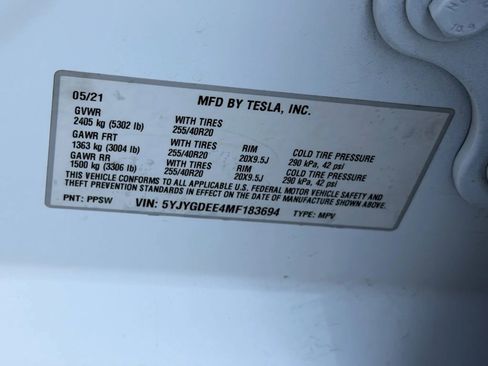 05/21 MFD BY TESLA, INC.
GVWR
2405 kg (5302 lb) WITH TIRES 255/40R20
GAWR FRT
1363 kg (3004 lb) WITH TIRES 255/40R20 RIM 20X9.5J COLD TIRE PRESSURE 290 kPa, 42 psi
GAWR RR
1500 kg (3306 lb) WITH TIRES 255/40R20 RIM 20X9.5J COLD TIRE PRESSURE 290 kPa, 42 psi
THIS VEHICLE CONFORMS TO ALL APPLICABLE U.S. FEDERAL MOTOR VEHICLE SAFETY AND
THEFT PREVENTION STANDARDS IN EFFECT ON THE DATE OF MANUFACTURE SHOWN ABOVE.
PNT: PPSW VIN: 5YJYGDEE4MF183694 TYPE: MPV